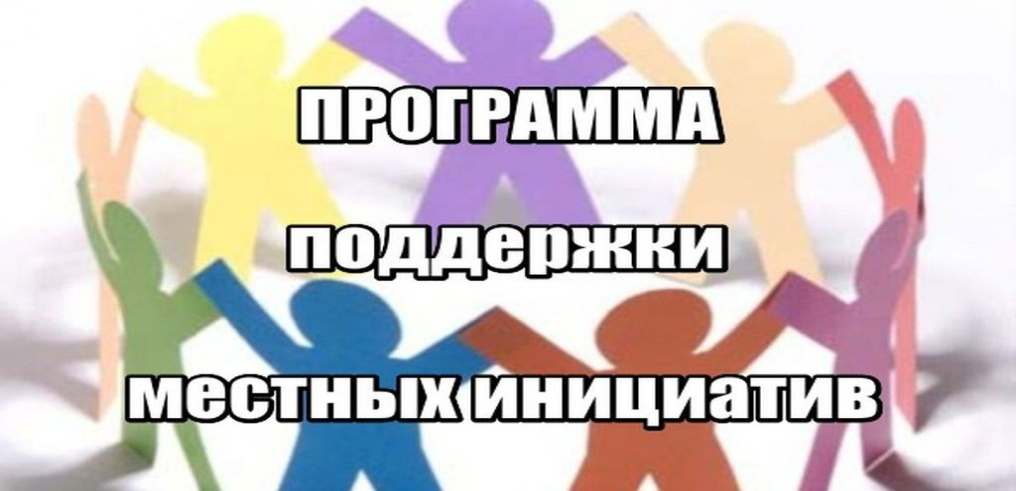 ПРОГРАММА
поддержки
местных инициатив